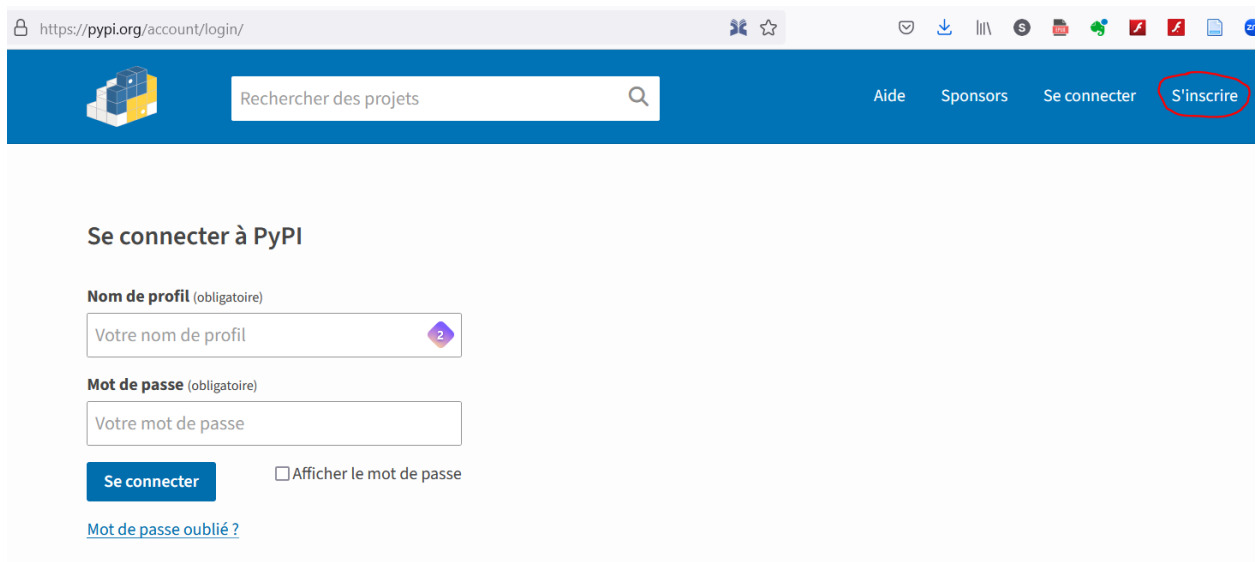 https://pypi.org/account/login/
Rechercher des projets
Aide Sponsors Se connecter S'inscrire
Se connecter à PyPI
Nom de profil (obligatoire)
Votre nom de profil
2
Mot de passe (obligatoire)
Votre mot de passe
Se connecter
Afficher le mot de passe
Mot de passe oublié ?